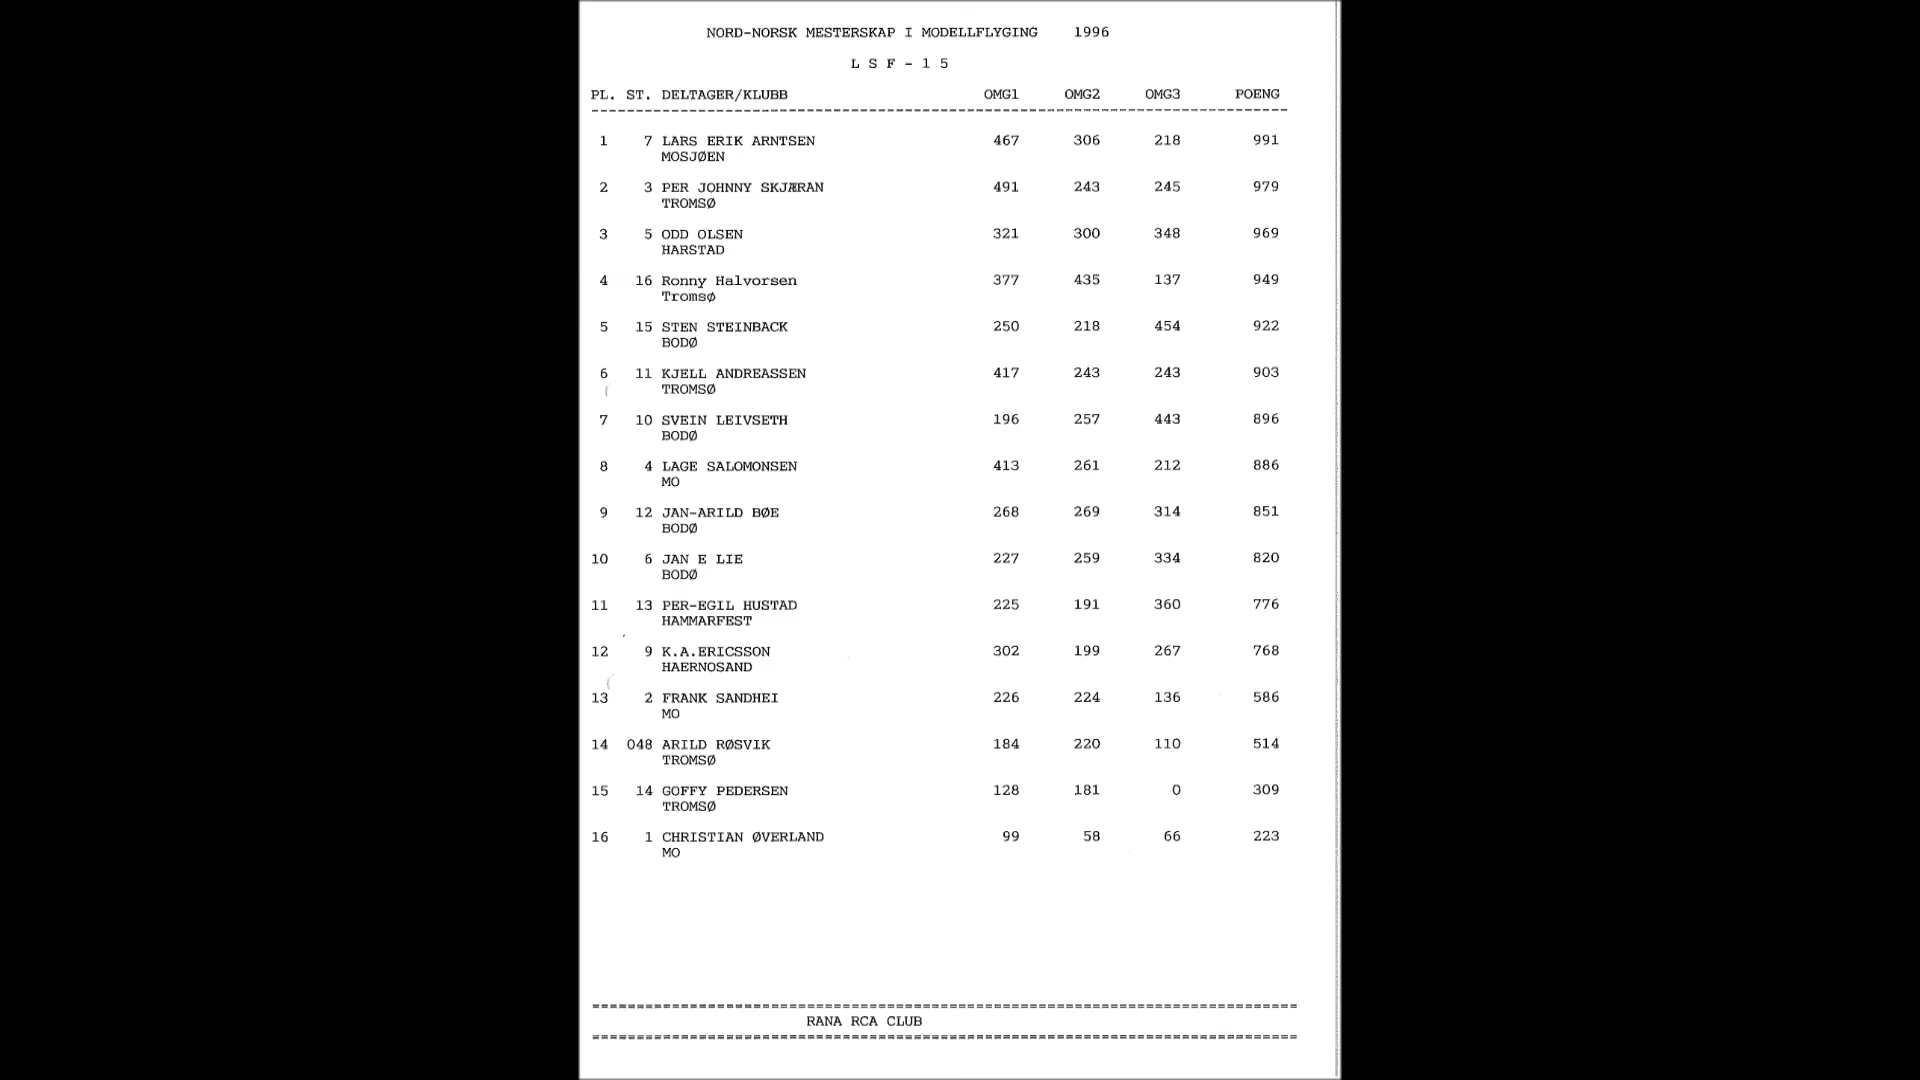 NORD-NORSK MESTERSKAP I MODELLFLYGING 1996
L S F - 1 5
PL. ST. DELTAGER/KLUBB OMG1 OMG2 OMG3 POENG
1 7 LARS ERIK ARNTSEN 467 306 218 991
MOSJØEN
2 3 PER JOHNNY SKJÆRAN 491 243 245 979
TROMSØ
3 5 ODD OLSEN 321 300 348 969
HARSTAD
4 16 Ronny Halvorsen 377 435 137 949
Tromsø
5 15 STEN STEINBACK 250 218 454 922
BODØ
6 11 KJELL ANDREASSEN 417 243 243 903
TROMSØ
7 10 SVEIN LEIVSETH 196 257 443 896
BODØ
8 4 LAGE SALOMONSEN 413 261 212 886
MO
9 12 JAN-ARILD BØE 268 269 314 851
BODØ
10 6 JAN E LIE 227 259 334 820
BODØ
11 13 PER-EGIL HUSTAD 225 191 360 776
HAMMARFEST
12 9 K.A.ERICSSON 302 199 267 768
HAERNOSAND
13 2 FRANK SANDHEI 226 224 136 586
MO
14 048 ARILD RØSVIK 184 220 110 514
TROMSØ
15 14 GOFFY PEDERSEN 128 181 0 309
TROMSØ
16 1 CHRISTIAN ØVERLAND 99 58 66 223
MO
RANA RCA CLUB